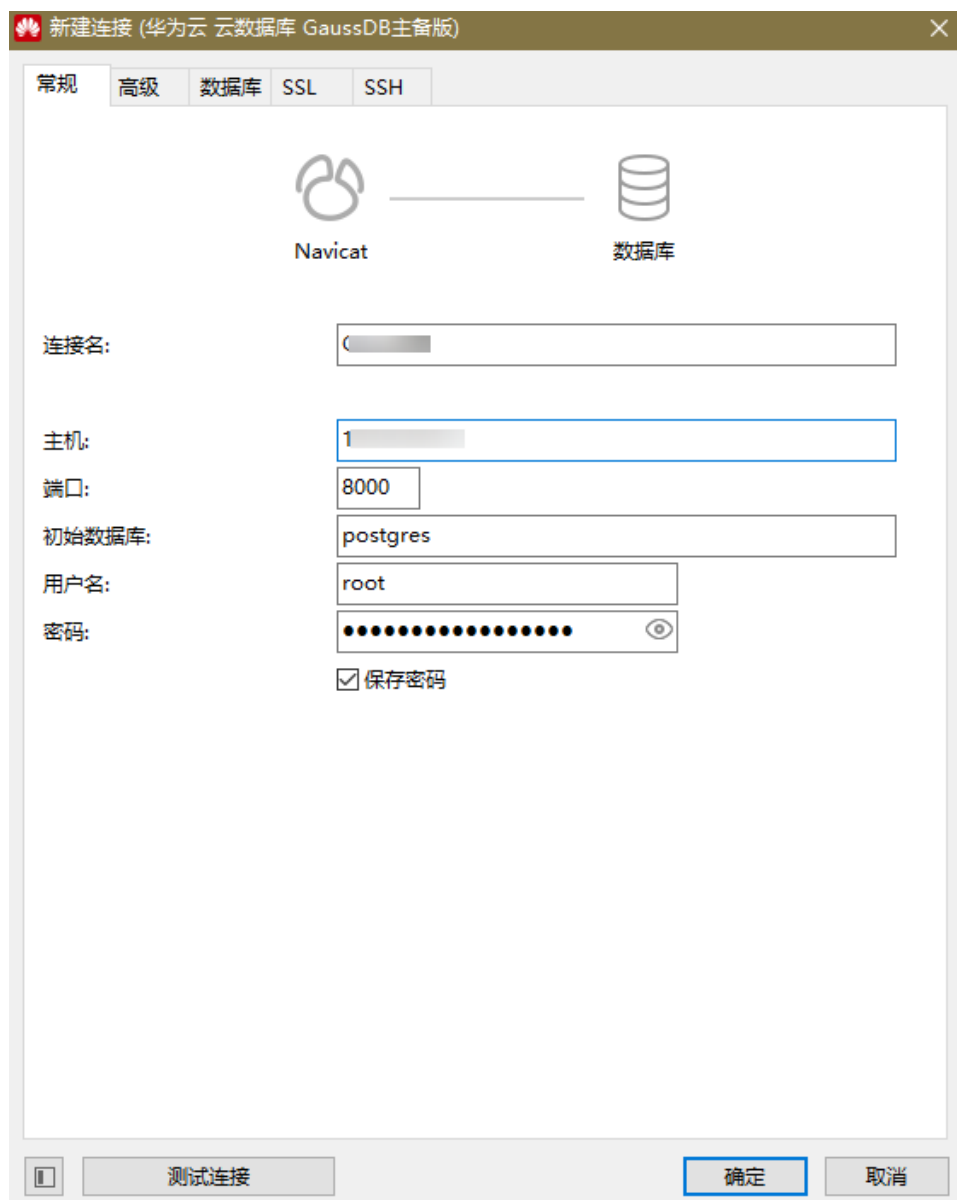 新建连接 (华为云 云数据库 GaussDB主备版)
常规 高级 数据库 SSL SSH
Navicat 数据库
连接名:
主机:
端口: 8000
初始数据库: postgres
用户名: root
密码: ●●●●●●●●●●●●●●●●●
保存密码
测试连接 确定 取消